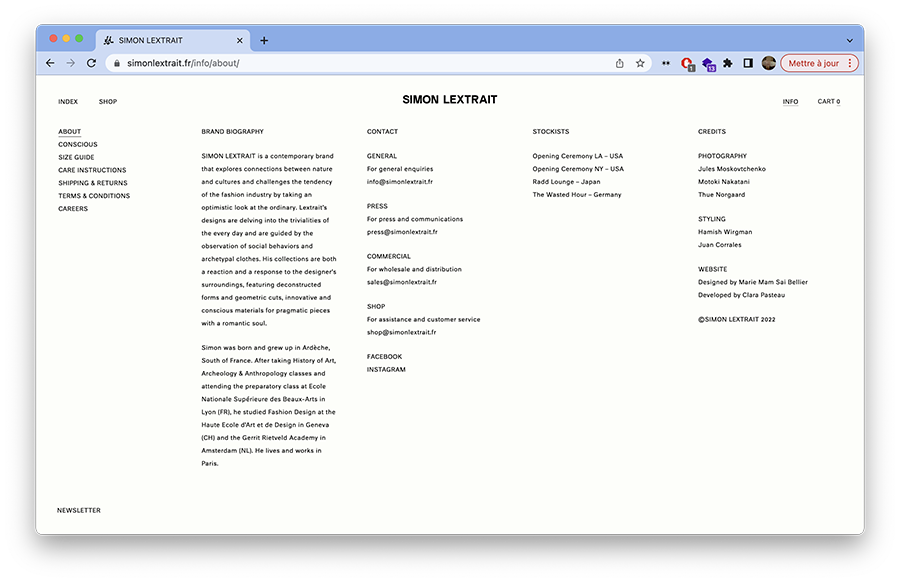 SIMON LEXTRAIT
simonlextrait.fr/info/about/
1
13
Mettre à jour
INDEX
SHOP
SIMON LEXTRAIT
INFO
CART 0
ABOUT
CONSCIOUS
SIZE GUIDE
CARE INSTRUCTIONS
SHIPPING & RETURNS
TERMS & CONDITIONS
CAREERS
BRAND BIOGRAPHY
SIMON LEXTRAIT is a contemporary brand
that explores connections between nature
and cultures and challenges the tendency
of the fashion industry by taking an
optimistic look at the ordinary. Lextrait's
designs are delving into the trivialities of
the every day and are guided by the
observation of social behaviors and
archetypal clothes. His collections are both
a reaction and a response to the designer's
surroundings, featuring deconstructed
forms and geometric cuts, innovative and
conscious materials for pragmatic pieces
with a romantic soul.
Simon was born and grew up in Ardèche,
South of France. After taking History of Art,
Archeology & Anthropology classes and
attending the preparatory class at Ecole
Nationale Supérieure des Beaux-Arts in
Lyon (FR), he studied Fashion Design at the
Haute Ecole d'Art et de Design in Geneva
(CH) and the Gerrit Rietveld Academy in
Amsterdam (NL). He lives and works in
Paris.
CONTACT
GENERAL
For general enquiries
info@simonlextrait.fr
PRESS
For press and communications
press@simonlextrait.fr
COMMERCIAL
For wholesale and distribution
sales@simonlextrait.fr
SHOP
For assistance and customer service
shop@simonlextrait.fr
FACEBOOK
INSTAGRAM
STOCKISTS
Opening Ceremony LA – USA
Opening Ceremony NY – USA
Radd Lounge – Japan
The Wasted Hour – Germany
CREDITS
PHOTOGRAPHY
Jules Moskovtchenko
Motoki Nakatani
Thue Norgaard
STYLING
Hamish Wirgman
Juan Corrales
WEBSITE
Designed by Marie Mam Sai Bellier
Developed by Clara Pasteau
©SIMON LEXTRAIT 2022
NEWSLETTER